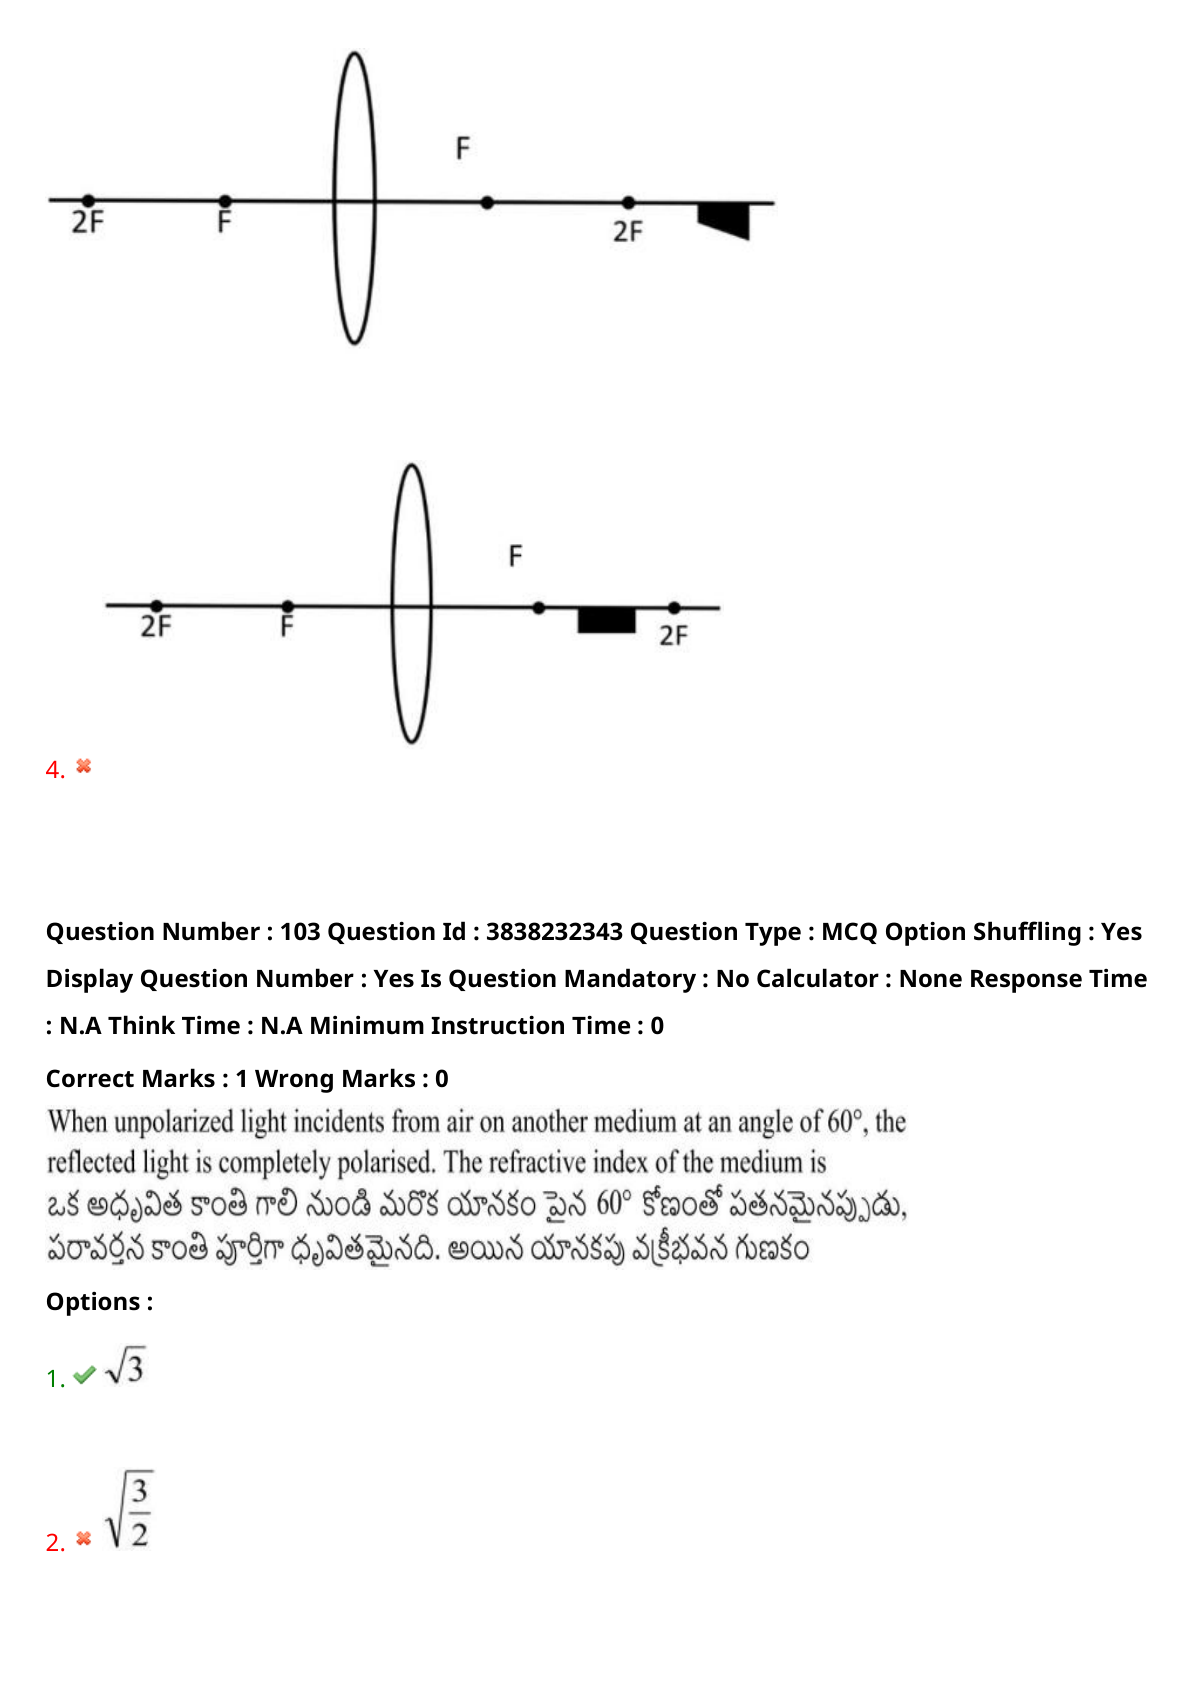 F
2F F 2F
F
2F F 2F
4.
Question Number : 103 Question Id : 3838232343 Question Type : MCQ Option Shuffling : Yes
Display Question Number : Yes Is Question Mandatory : No Calculator : None Response Time
: N.A Think Time : N.A Minimum Instruction Time : 0
Correct Marks : 1 Wrong Marks : 0
When unpolarized light incidents from air on another medium at an angle of 60°, the
reflected light is completely polarised. The refractive index of the medium is
ఒక అధృవిత కాంతి గాలి నుండి మరొక యానకం పైన 60° కోణంతో పతనమైనప్పుడు,
పరావర్తన కాంతి పూర్తిగా ధృవితమైనది. అయిన యానకపు వక్రీభవన గుణకం
Options :
1. √3
2. √(3/2)